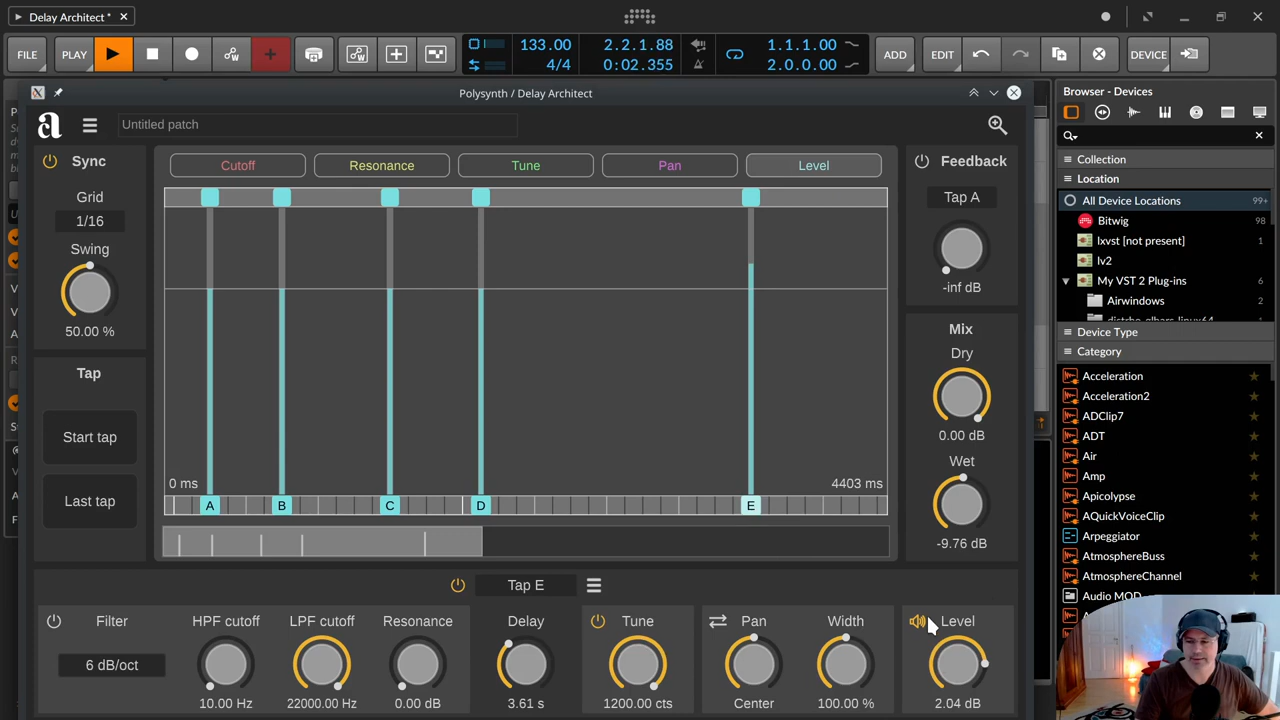 Delay Architect *
FILE
PLAY
133.00
4/4
2.2.1.88
0:02.355
1.1.1.00
2.0.0.00
ADD
EDIT
DEVICE
Polysynth / Delay Architect
Untitled patch
Sync
Grid
1/16
Swing
50.00 %
Tap
Start tap
Last tap
Cutoff
Resonance
Tune
Pan
Level
0 ms
4403 ms
A
B
C
D
E
Feedback
Tap A
-inf dB
Mix
Dry
0.00 dB
Wet
-9.76 dB
Tap E
Filter
6 dB/oct
HPF cutoff
10.00 Hz
LPF cutoff
22000.00 Hz
Resonance
0.00 dB
Delay
3.61 s
Tune
1200.00 cts
Pan
Center
Width
100.00 %
Level
2.04 dB
Browser - Devices
Collection
Location
All Device Locations 99+
Bitwig 98
lxvst [not present] 1
lv2
My VST 2 Plug-ins 6
Airwindows 2
Device Type
Category
Acceleration
Acceleration2
ADClip7
ADT
Air
Amp
Apicolypse
AQuickVoiceClip
Arpeggiator
AtmosphereBuss
AtmosphereChannel
Audio MOD